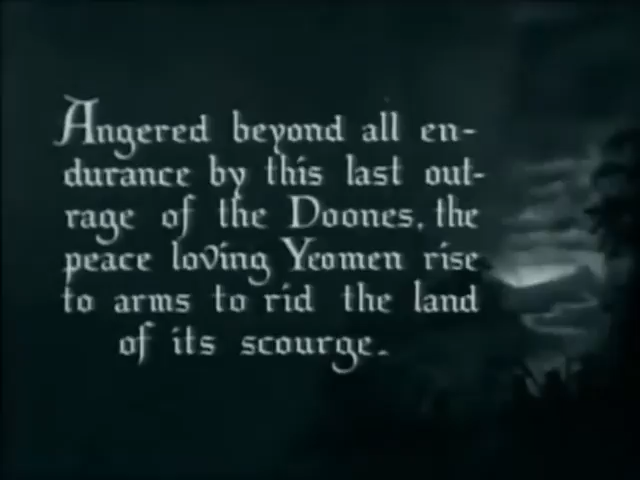 Angered beyond all en-
durance by this last out-
rage of the Doones, the
peace loving Yeomen rise
to arms to rid the land
of its scourge.